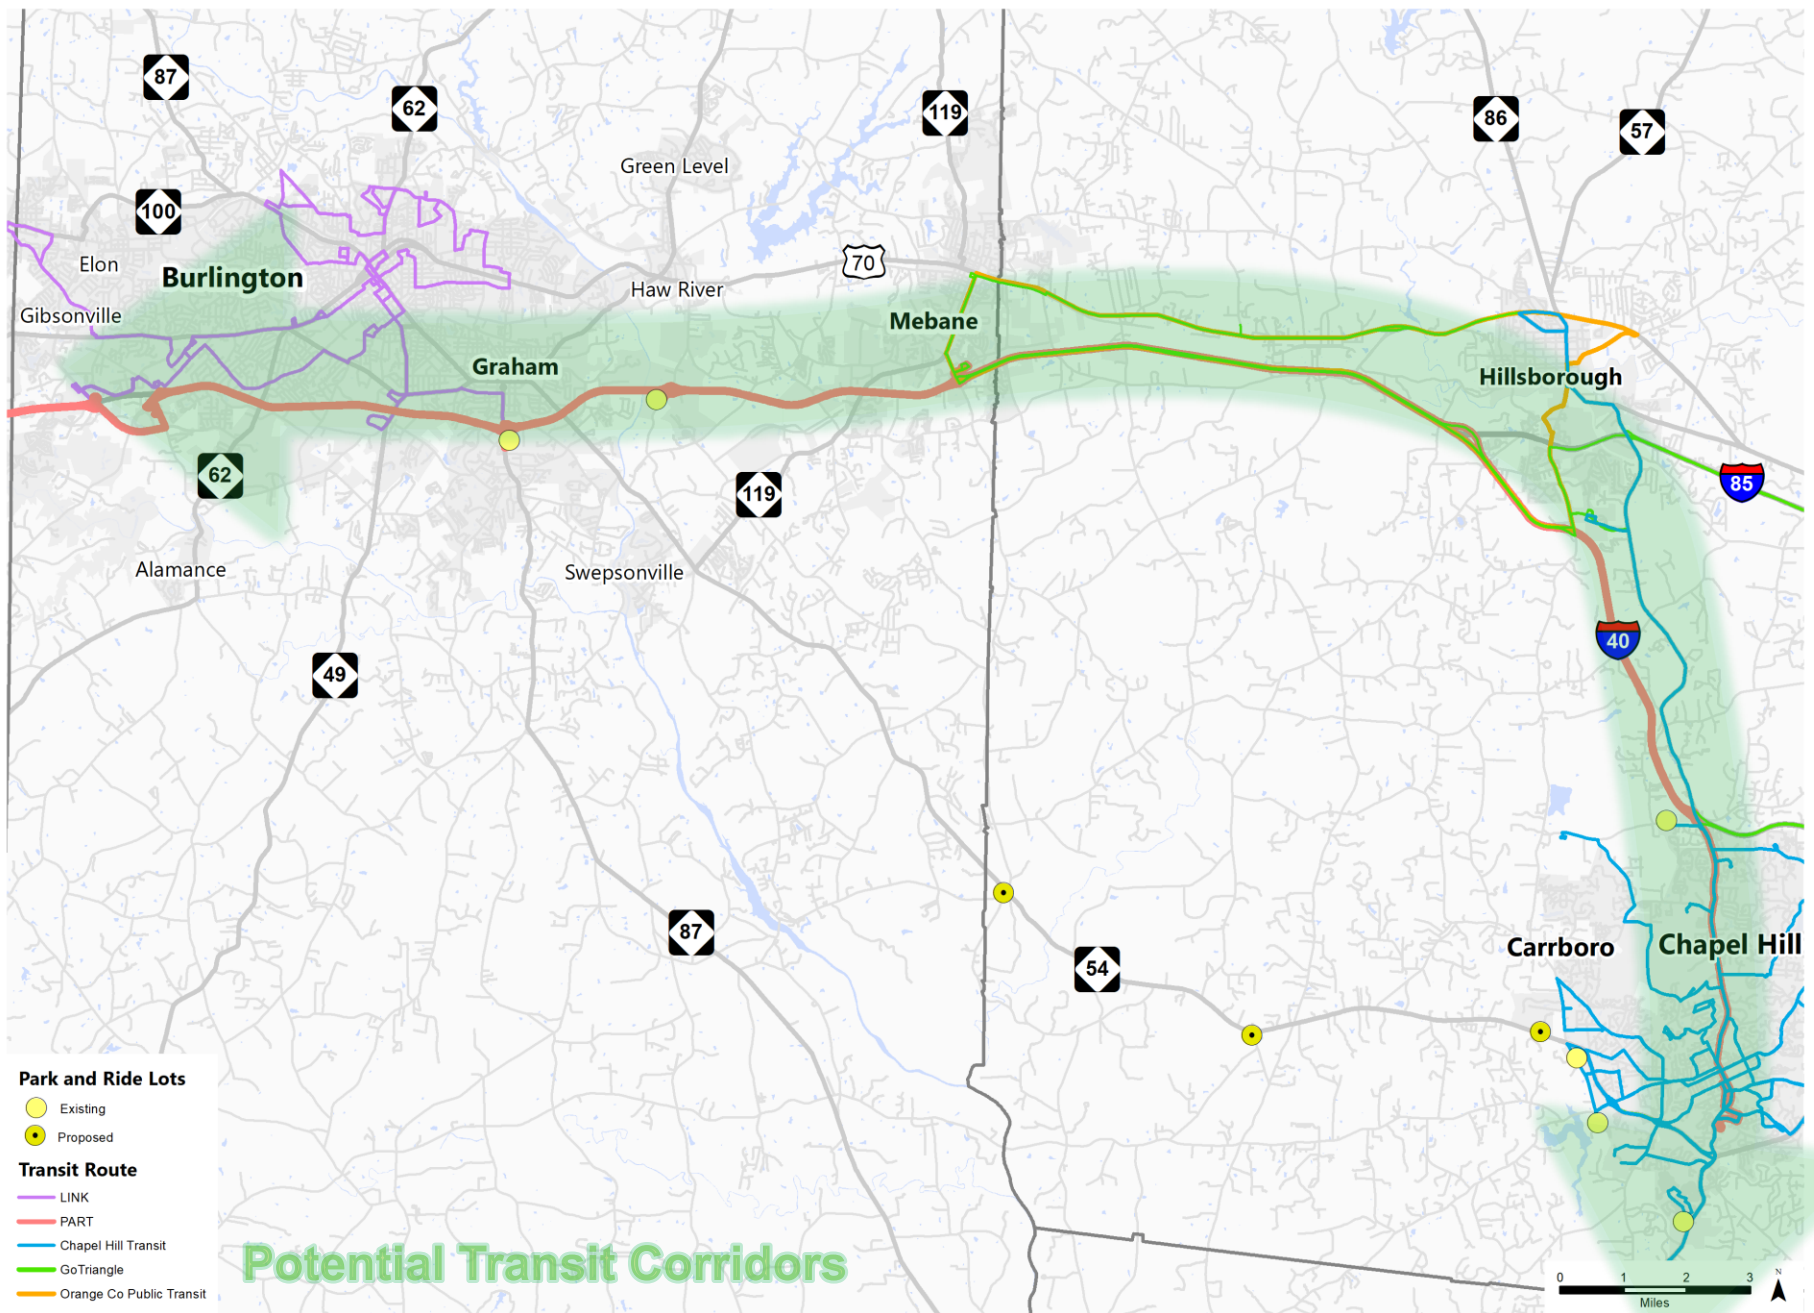 87
62
119
86
57
Green Level
100
Elon
Burlington
70
Haw River
Gibsonville
Mebane
Graham
Hillsborough
62
119
85
Alamance
Swepsonville
40
49
87
54
Carrboro
Chapel Hill
Park and Ride Lots
Existing
Proposed
Transit Route
LINK
PART
Chapel Hill Transit
GoTriangle
Orange Co Public Transit
Potential Transit Corridors
0 1 2 3
Miles
N